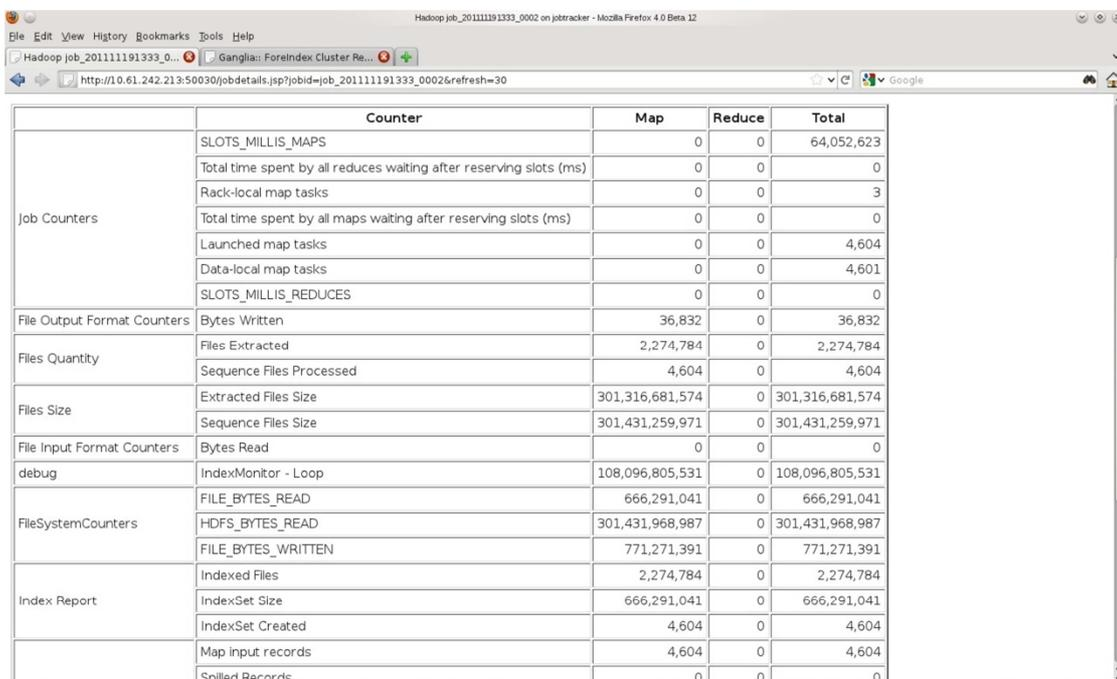 Hadoop job_201111191333_0002 on jobtracker - Mozilla Firefox 4.0 Beta 12
File Edit View History Bookmarks Tools Help
Hadoop job_201111191333_0... Ganglia:: ForeIndex Cluster Re...
http://10.61.242.213:50030/jobdetails.jsp?jobid=job_201111191333_0002&refresh=30 Google
Counter Map Reduce Total
Job Counters
SLOTS_MILLIS_MAPS 0 0 64,052,623
Total time spent by all reduces waiting after reserving slots (ms) 0 0 0
Rack-local map tasks 0 0 3
Total time spent by all maps waiting after reserving slots (ms) 0 0 0
Launched map tasks 0 0 4,604
Data-local map tasks 0 0 4,601
SLOTS_MILLIS_REDUCES 0 0 0
File Output Format Counters Bytes Written 36,832 0 36,832
Files Quantity
Files Extracted 2,274,784 0 2,274,784
Sequence Files Processed 4,604 0 4,604
Files Size
Extracted Files Size 301,316,681,574 0 301,316,681,574
Sequence Files Size 301,431,259,971 0 301,431,259,971
File Input Format Counters Bytes Read 0 0 0
debug IndexMonitor - Loop 108,096,805,531 0 108,096,805,531
FileSystemCounters
FILE_BYTES_READ 666,291,041 0 666,291,041
HDFS_BYTES_READ 301,431,968,987 0 301,431,968,987
FILE_BYTES_WRITTEN 771,271,391 0 771,271,391
Index Report
Indexed Files 2,274,784 0 2,274,784
IndexSet Size 666,291,041 0 666,291,041
IndexSet Created 4,604 0 4,604
Map input records 4,604 0 4,604
Spilled Records 0 0 0